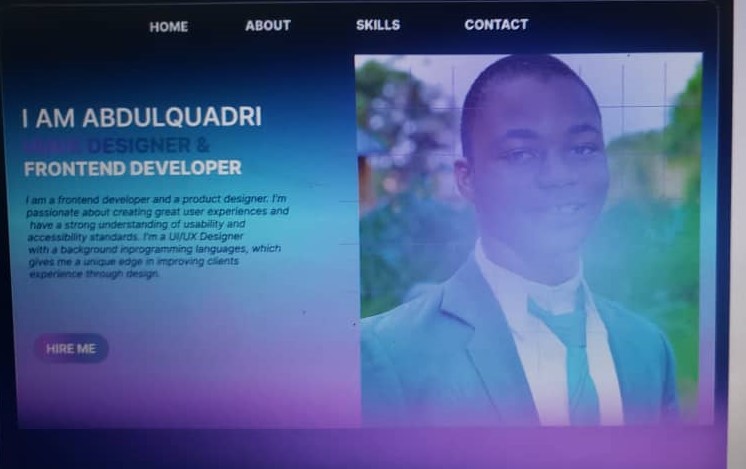 HOME ABOUT SKILLS CONTACT
I AM ABDULQUADRI
DESIGNER &
FRONTEND DEVELOPER
I am a frontend developer and a product designer. I'm
passionate about creating great user experiences and
have a strong understanding of usability and
accessibility standards. I'm a UI/UX Designer
with a background inprogramming languages, which
gives me a unique edge in improving clients
experience through design.
HIRE ME